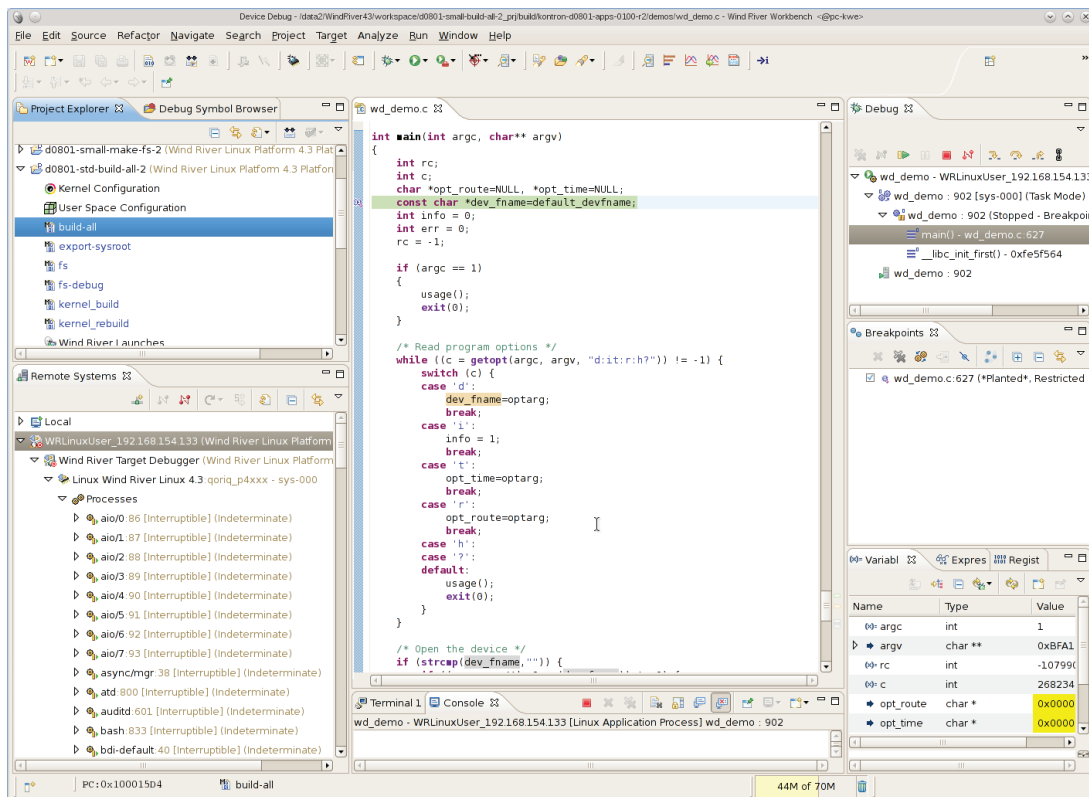 Device Debug - /data2/WindRiver43/workspace/d0801-small-build-all-2_prj/build/kontron-d0801-apps-0100-r2/demos/wd_demo.c - Wind River Workbench <@pc-kwe>
File Edit Source Refactor Navigate Search Project Target Analyze Run Window Help
Project Explorer
Debug Symbol Browser
d0801-small-make-fs-2 (Wind River Linux Platform 4.3 Plat
d0801-std-build-all-2 (Wind River Linux Platform 4.3 Platfor
Kernel Configuration
User Space Configuration
build-all
export-sysroot
fs
fs-debug
kernel_build
kernel_rebuild
Wind River Launches
Remote Systems
Local
WRLinuxUser_192.168.154.133 (Wind River Linux Platform
Wind River Target Debugger (Wind River Linux Platform
Linux Wind River Linux 4.3:qoriq_p4xxx - sys-000
Processes
aio/0:86 [Interruptible] (Indeterminate)
aio/1:87 [Interruptible] (Indeterminate)
aio/2:88 [Interruptible] (Indeterminate)
aio/3:89 [Interruptible] (Indeterminate)
aio/4:90 [Interruptible] (Indeterminate)
aio/5:91 [Interruptible] (Indeterminate)
aio/6:92 [Interruptible] (Indeterminate)
aio/7:93 [Interruptible] (Indeterminate)
async/mgr:38 [Interruptible] (Indeterminate)
atd:800 [Interruptible] (Indeterminate)
auditd:601 [Interruptible] (Indeterminate)
bash:833 [Interruptible] (Indeterminate)
bdi-default:40 [Interruptible] (Indeterminate)
wd_demo.c
int main(int argc, char** argv)
{
int rc;
int c;
char *opt_route=NULL, *opt_time=NULL;
const char *dev_fname=default_devfname;
int info = 0;
int err = 0;
rc = -1;
if (argc == 1)
{
usage();
exit(0);
}
/* Read program options */
while ((c = getopt(argc, argv, "d:it:r:h?")) != -1) {
switch (c) {
case 'd':
dev_fname=optarg;
break;
case 'i':
info = 1;
break;
case 't':
opt_time=optarg;
break;
case 'r':
opt_route=optarg;
break;
case 'h':
case '?':
default:
usage();
exit(0);
}
}
/* Open the device */
if (strcmp(dev_fname,"")) {
Terminal 1
Console
wd_demo - WRLinuxUser_192.168.154.133 [Linux Application Process] wd_demo : 902
Debug
wd_demo - WRLinuxUser_192.168.154.133
wd_demo : 902 [sys-000] (Task Mode)
wd_demo : 902 (Stopped - Breakpoi
main() - wd_demo.c:627
__libc_init_first() - 0xfe5f564
wd_demo : 902
Breakpoints
wd_demo.c:627 (*Planted*, Restricted
Variabl
Expres
Regist
Name Type Value
argc int 1
argv char ** 0xBFA1
rc int -10799(
c int 268234
opt_route char * 0x0000
opt_time char * 0x0000
PC:0x100015D4
build-all
44M of 70M